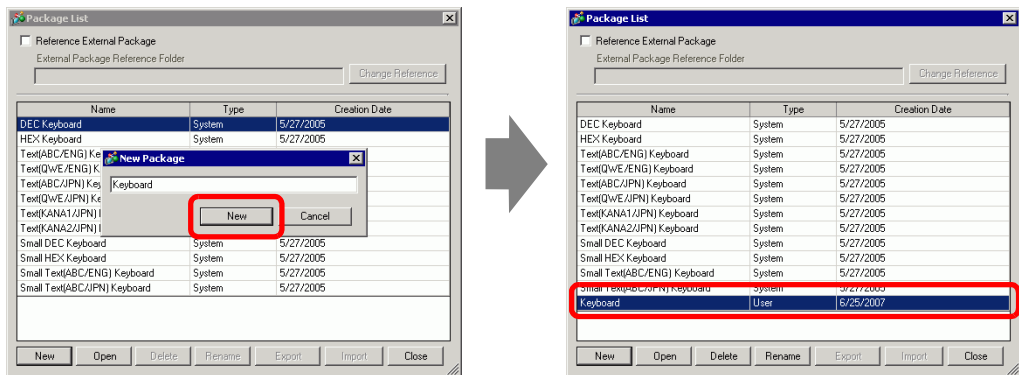 Package List
Reference External Package
External Package Reference Folder
Change Reference
Name Type Creation Date
DEC Keyboard System 5/27/2005
HEX Keyboard System 5/27/2005
Text(ABC/ENG) Ke
Text(QWE/ENG) K
Text(ABC/JPN) Key
Text(QWE/JPN) Ke
Text(KANA1/JPN)
Text(KANA2/JPN)
New Package
Keyboard
New Cancel
Small DEC Keyboard System 5/27/2005
Small HEX Keyboard System 5/27/2005
Small Text(ABC/ENG) Keyboard System 5/27/2005
Small Text(ABC/JPN) Keyboard System 5/27/2005
New Open Delete Rename Export Import Close
Package List
Reference External Package
External Package Reference Folder
Change Reference
Name Type Creation Date
DEC Keyboard System 5/27/2005
HEX Keyboard System 5/27/2005
Text(ABC/ENG) Keyboard System 5/27/2005
Text(QWE/ENG) Keyboard System 5/27/2005
Text(ABC/JPN) Keyboard System 5/27/2005
Text(QWE/JPN) Keyboard System 5/27/2005
Text(KANA1/JPN) Keyboard System 5/27/2005
Text(KANA2/JPN) Keyboard System 5/27/2005
Small DEC Keyboard System 5/27/2005
Small HEX Keyboard System 5/27/2005
Small Text(ABC/ENG) Keyboard System 5/27/2005
Small Text(ABC/JPN) Keyboard System 5/27/2005
Keyboard User 6/25/2007
New Open Delete Rename Export Import Close